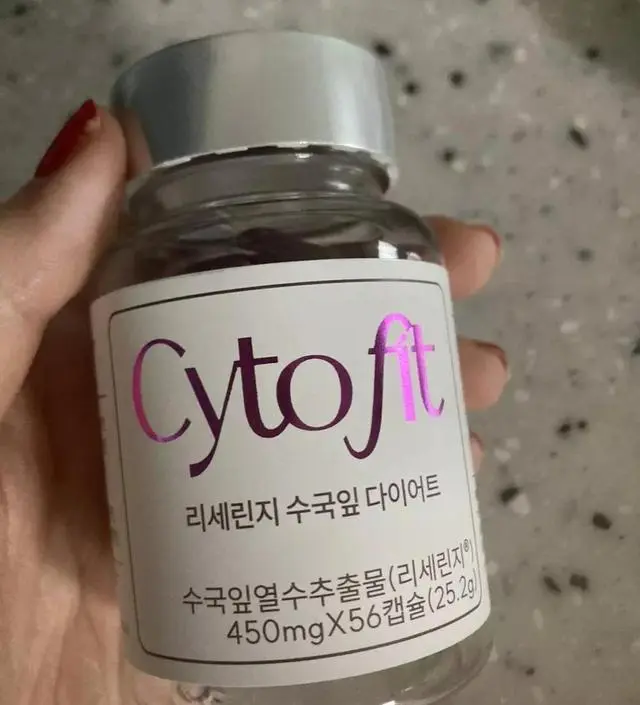 Cytofit
리세린지 수국잎 다이어트
수국잎열수추출물(리세린지®)
450mgX56캡슐(25.2g)